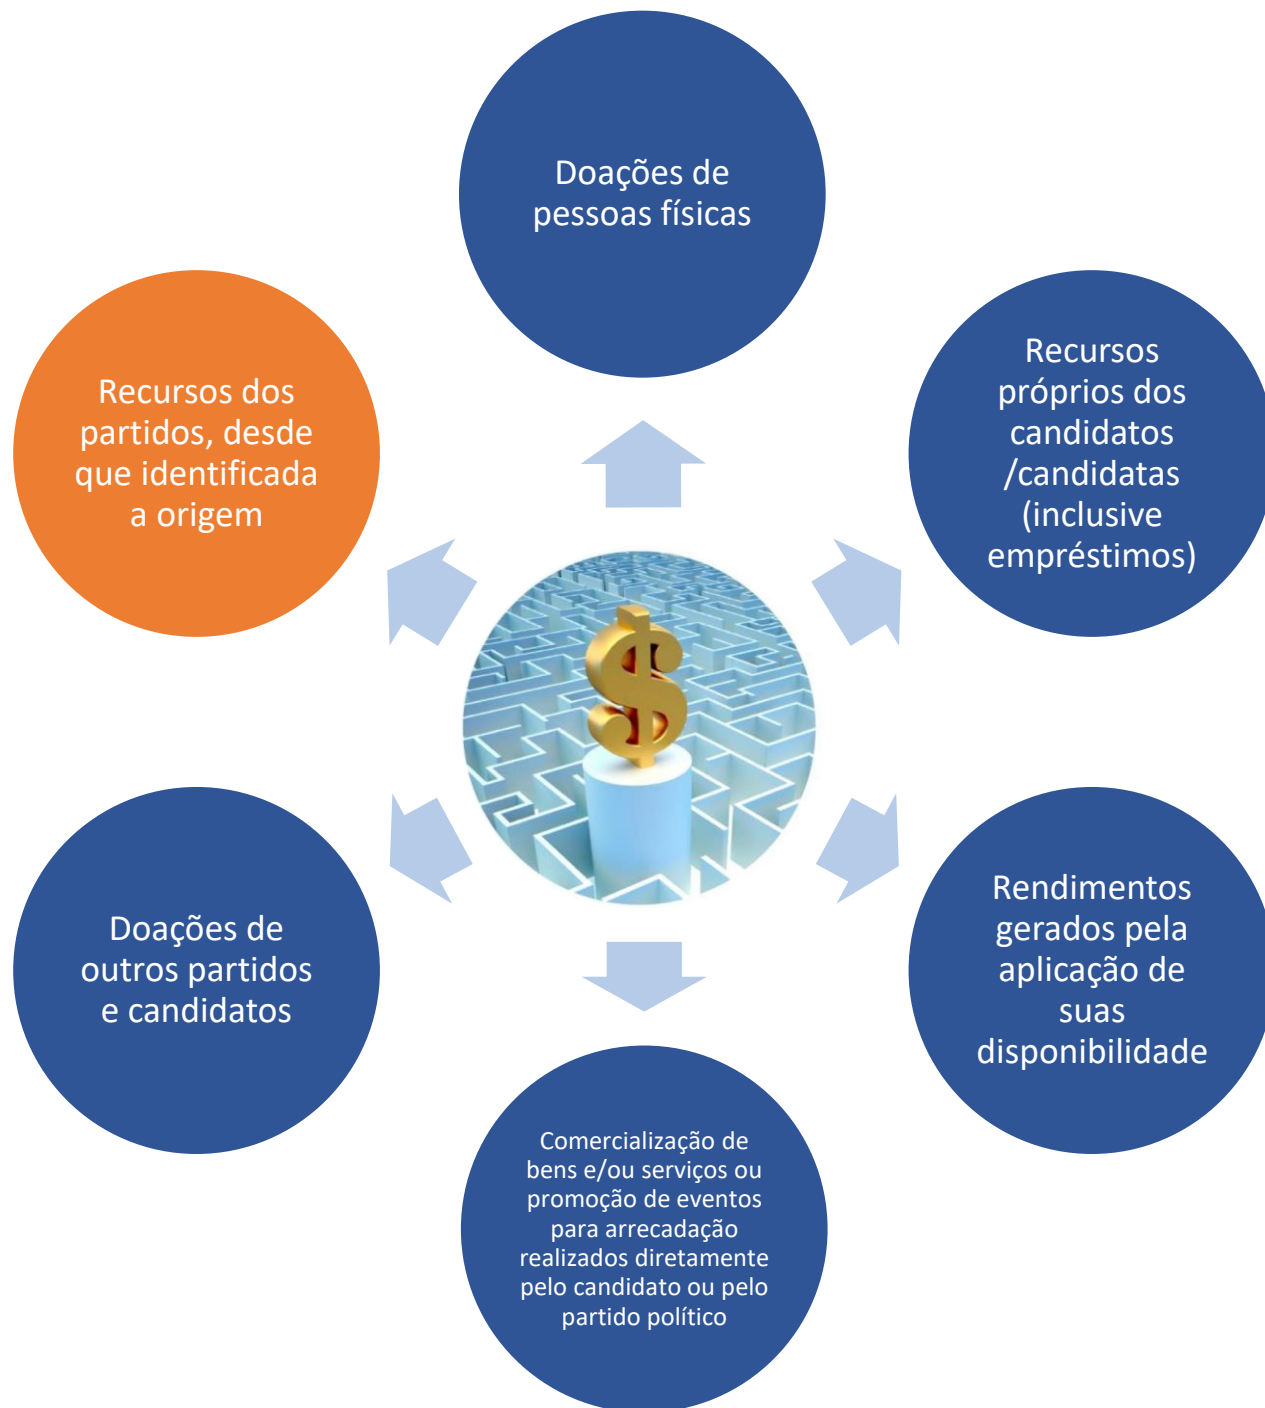 Doações de
pessoas físicas
Recursos
próprios dos
candidatos
/candidatas
(inclusive
empréstimos)
Rendimentos
gerados pela
aplicação de
suas
disponibilidade
Comercialização de
bens e/ou serviços ou
promoção de eventos
para arrecadação
realizados diretamente
pelo candidato ou pelo
partido político
Doações de
outros partidos
e candidatos
Recursos dos
partidos, desde
que identificada
a origem